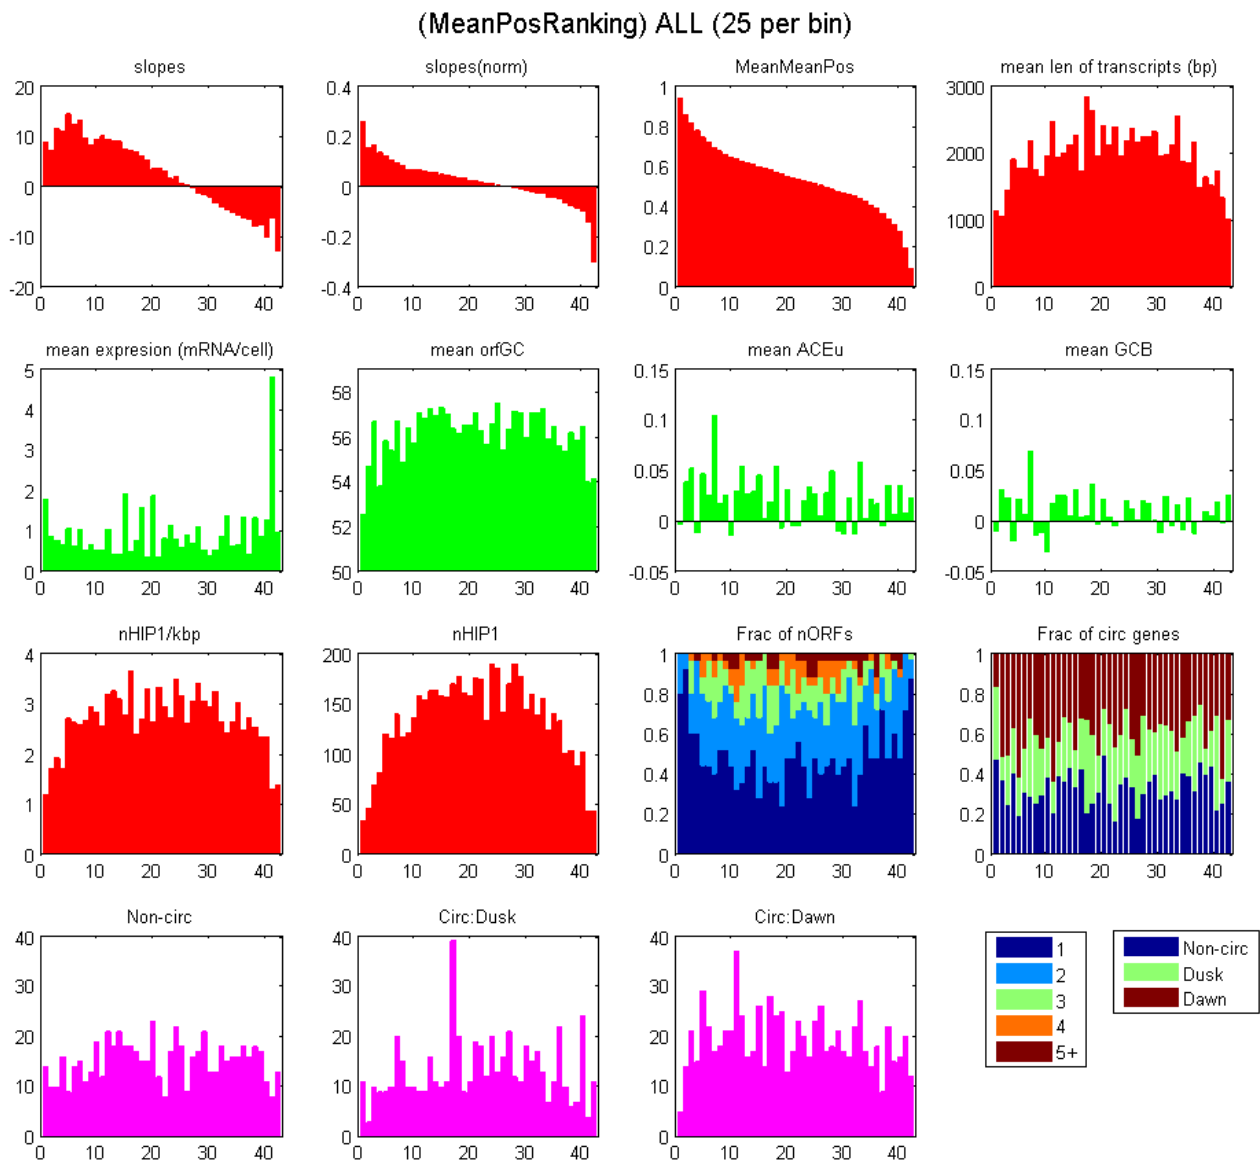 (MeanPosRanking) ALL (25 per bin)
slopes
slopes(norm)
MeanMeanPos
mean len of transcripts (bp)
20
10
0
-10
-20
0 10 20 30 40
0.4
0.2
0
-0.2
-0.4
0 10 20 30 40
1
0.8
0.6
0.4
0.2
0
0 10 20 30 40
3000
2000
1000
0
0 10 20 30 40
mean expresion (mRNA/cell)
mean orfGC
mean ACEu
mean GCB
5
4
3
2
1
0
0 10 20 30 40
58
56
54
52
50
0 10 20 30 40
0.15
0.1
0.05
0
-0.05
0 10 20 30 40
0.15
0.1
0.05
0
-0.05
0 10 20 30 40
nHIP1/kbp
nHIP1
Frac of nORFs
Frac of circ genes
4
3
2
1
0
0 10 20 30 40
200
150
100
50
0
0 10 20 30 40
1
0.8
0.6
0.4
0.2
0
0 10 20 30 40
1
0.8
0.6
0.4
0.2
0
0 10 20 30 40
Non-circ
Circ:Dusk
Circ:Dawn
40
30
20
10
0
0 10 20 30 40
40
30
20
10
0
0 10 20 30 40
40
30
20
10
0
0 10 20 30 40
1
2
3
4
5+
Non-circ
Dusk
Dawn